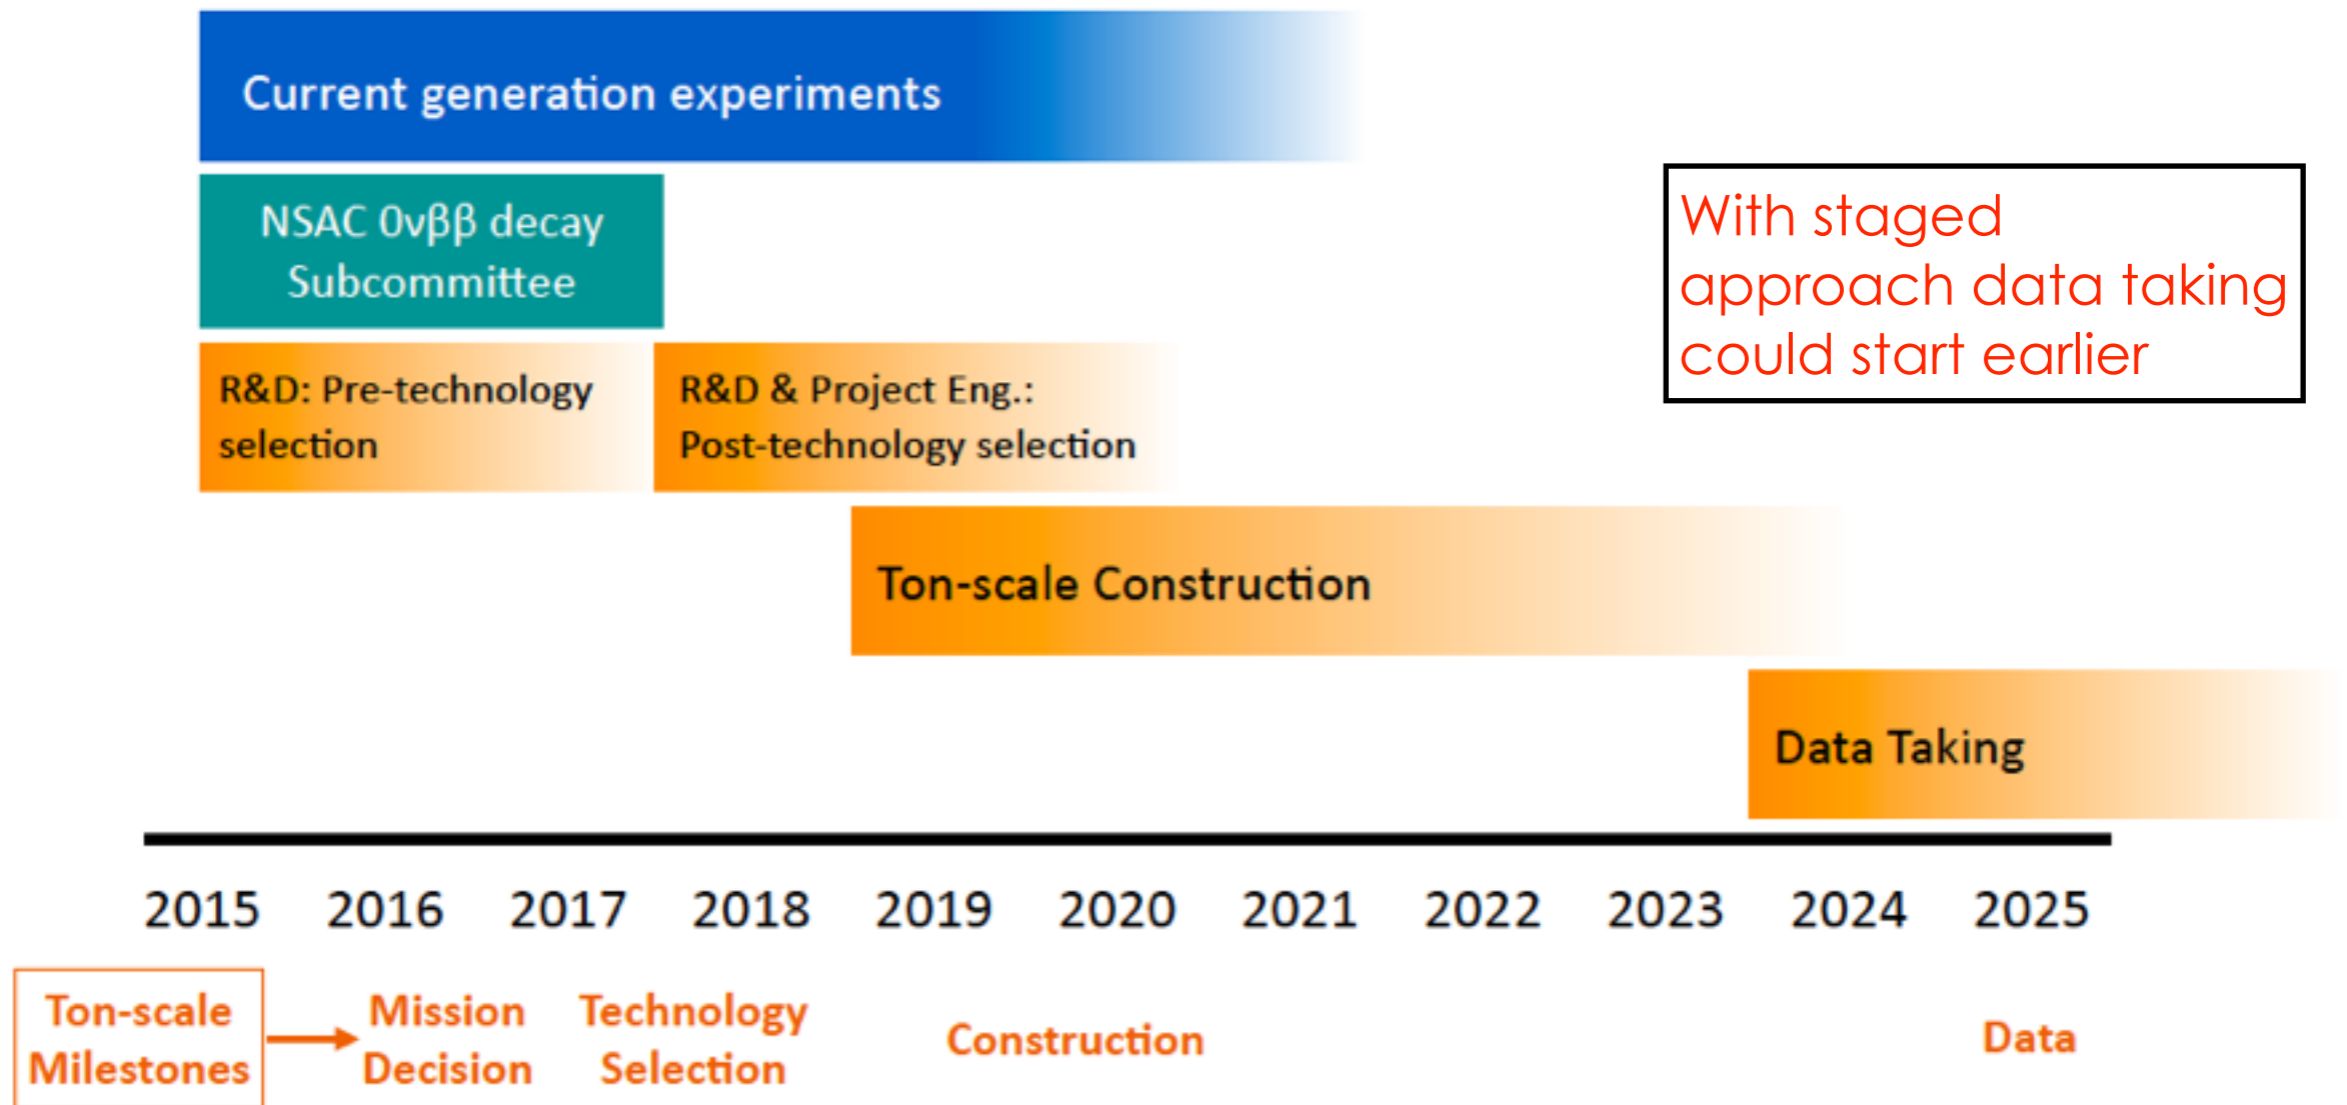 Current generation experiments
NSAC 0νββ decay
Subcommittee
With staged
approach data taking
could start earlier
R&D: Pre-technology
selection
R&D & Project Eng.:
Post-technology selection
Ton-scale Construction
Data Taking
2015 2016 2017 2018 2019 2020 2021 2022 2023 2024 2025
Ton-scale
Milestones
Mission
Decision
Technology
Selection
Construction
Data